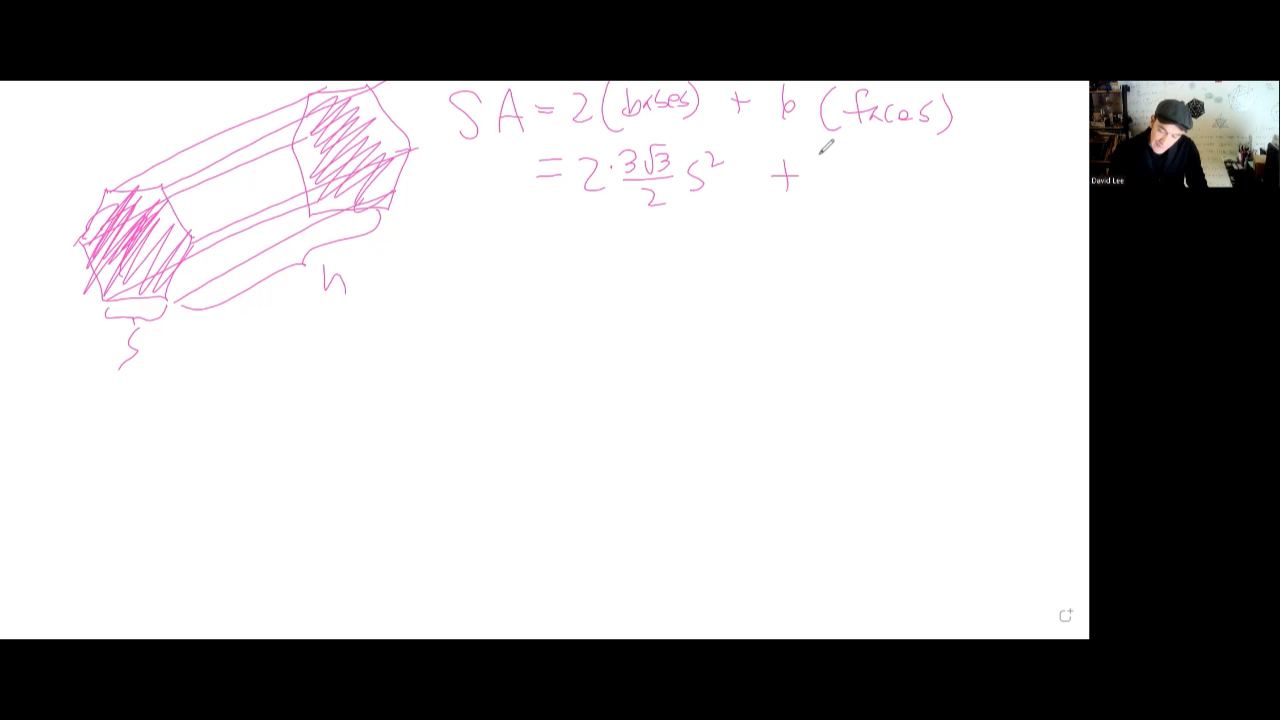 SA = 2 (bases) + 6 (faces)
= 2 · 3√3/2 s² +
h
s
David Lee